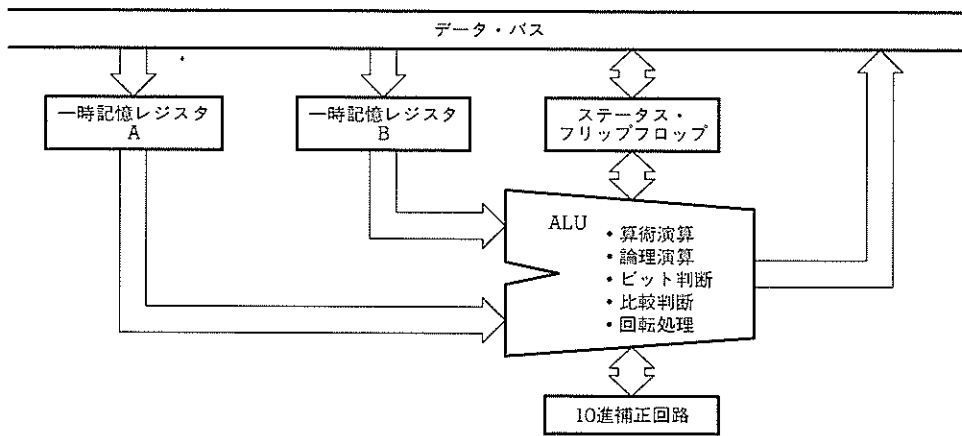 データ・バス
一時記憶レジスタ
A
一時記憶レジスタ
B
ステータス・
フリップフロップ
ALU
・算術演算
・論理演算
・ビット判断
・比較判断
・回転処理
10進補正回路